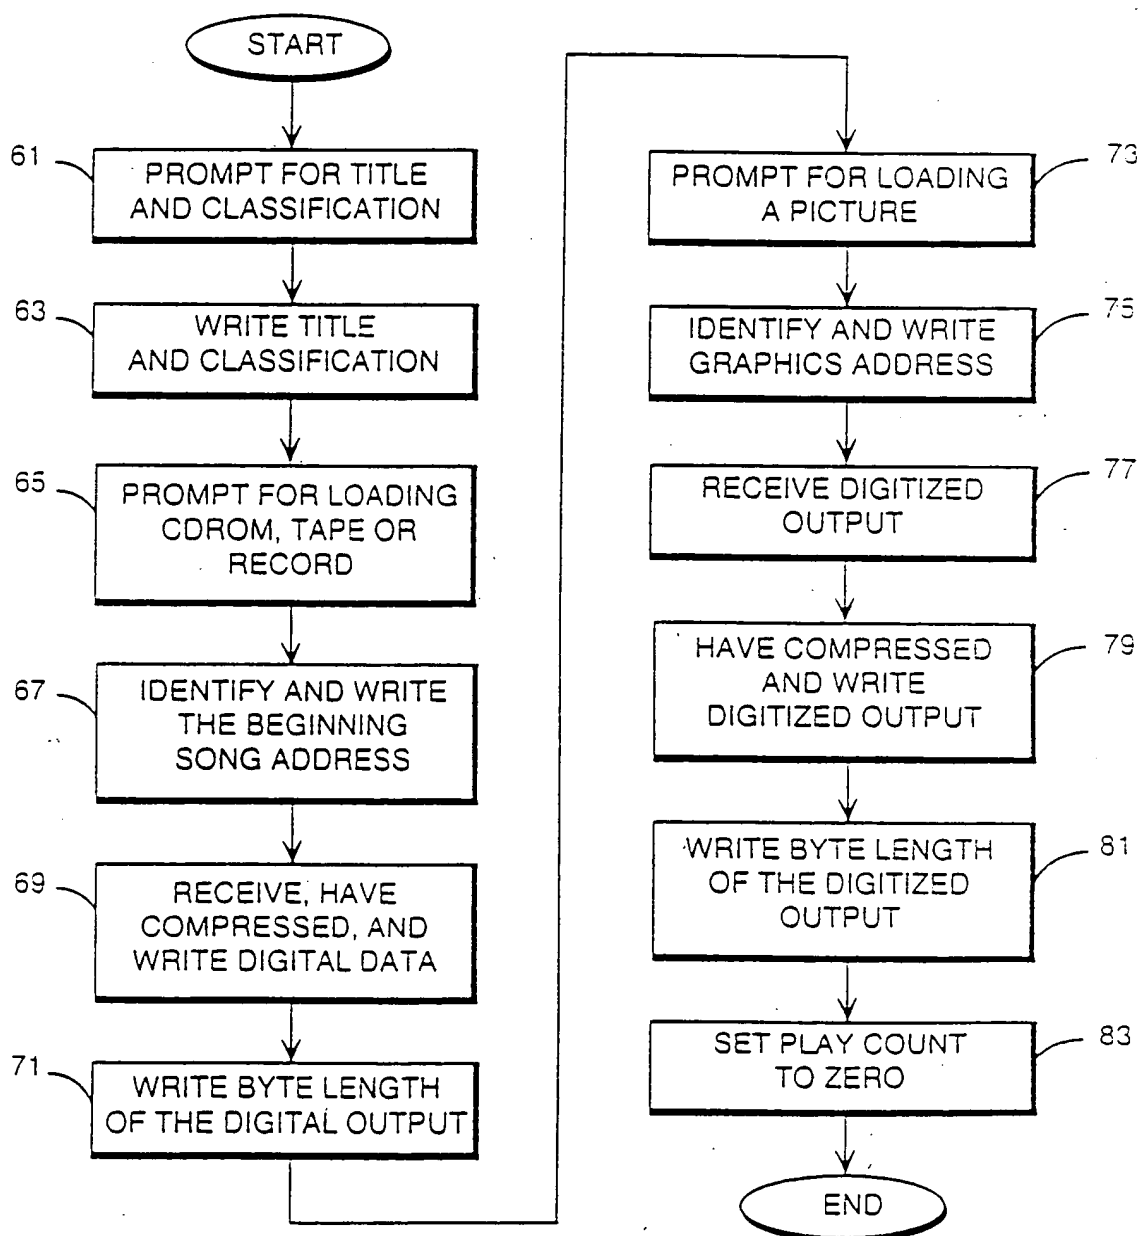 START
61
PROMPT FOR TITLE
AND CLASSIFICATION
63
WRITE TITLE
AND CLASSIFICATION
65
PROMPT FOR LOADING
CDROM, TAPE OR
RECORD
67
IDENTIFY AND WRITE
THE BEGINNING
SONG ADDRESS
69
RECEIVE, HAVE
COMPRESSED, AND
WRITE DIGITAL DATA
71
WRITE BYTE LENGTH
OF THE DIGITAL OUTPUT
73
PROMPT FOR LOADING
A PICTURE
75
IDENTIFY AND WRITE
GRAPHICS ADDRESS
77
RECEIVE DIGITIZED
OUTPUT
79
HAVE COMPRESSED
AND WRITE
DIGITIZED OUTPUT
81
WRITE BYTE LENGTH
OF THE DIGITIZED
OUTPUT
83
SET PLAY COUNT
TO ZERO
END